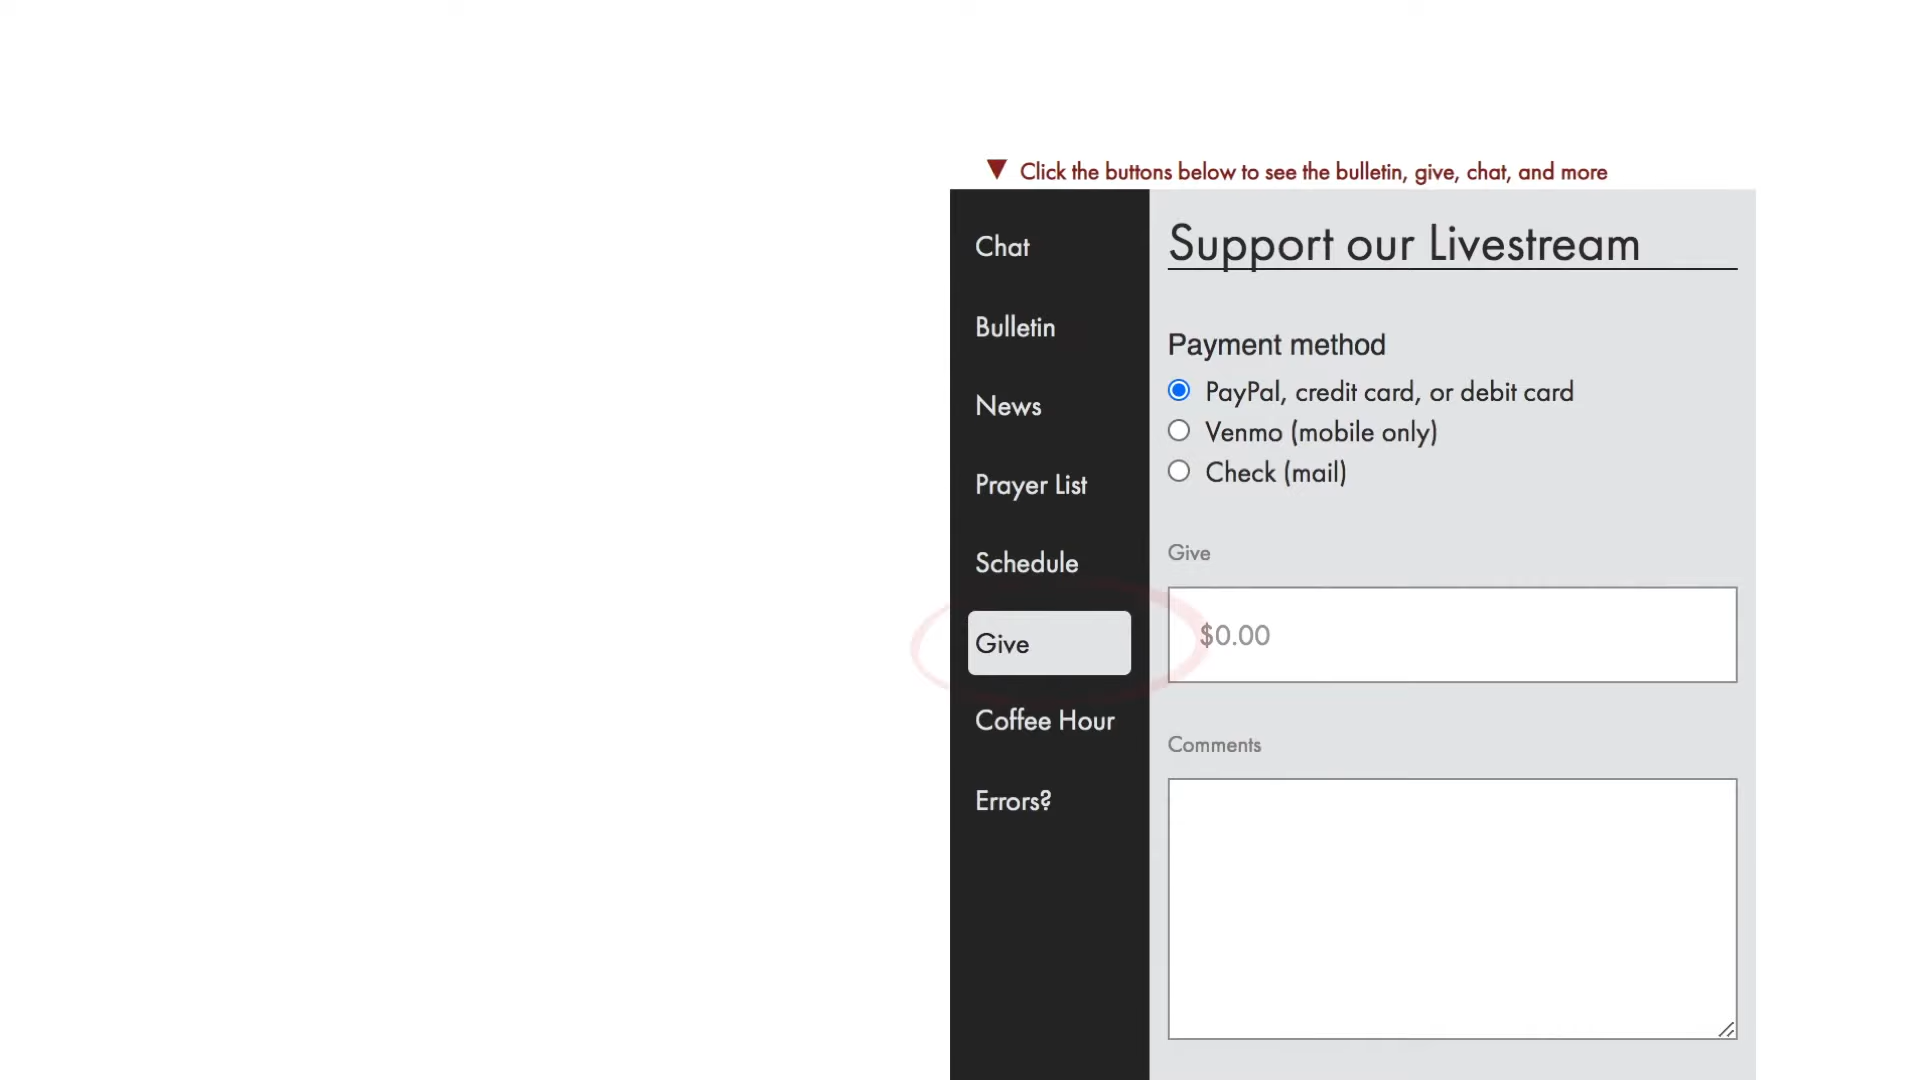 ▼ Click the buttons below to see the bulletin, give, chat, and more
Chat
Bulletin
News
Prayer List
Schedule
Give
Coffee Hour
Errors?
Support our Livestream
Payment method
PayPal, credit card, or debit card
Venmo (mobile only)
Check (mail)
Give
$0.00
Comments